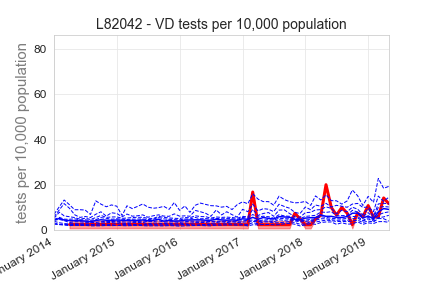 L82042 - VD tests per 10,000 population
tests per 10,000 population
80
60
40
20
0
nuary 2014
January 2015
January 2016
January 2017
January 2018
January 2019